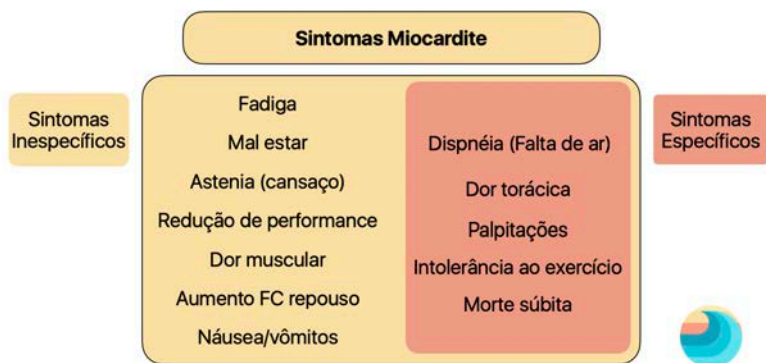 Sintomas Miocardite
Sintomas
Inespecíficos
Fadiga
Mal estar
Astenia (cansaço)
Redução de performance
Dor muscular
Aumento FC repouso
Náusea/vômitos
Dispnéia (Falta de ar)
Dor torácica
Palpitações
Intolerância ao exercício
Morte súbita
Sintomas
Específicos